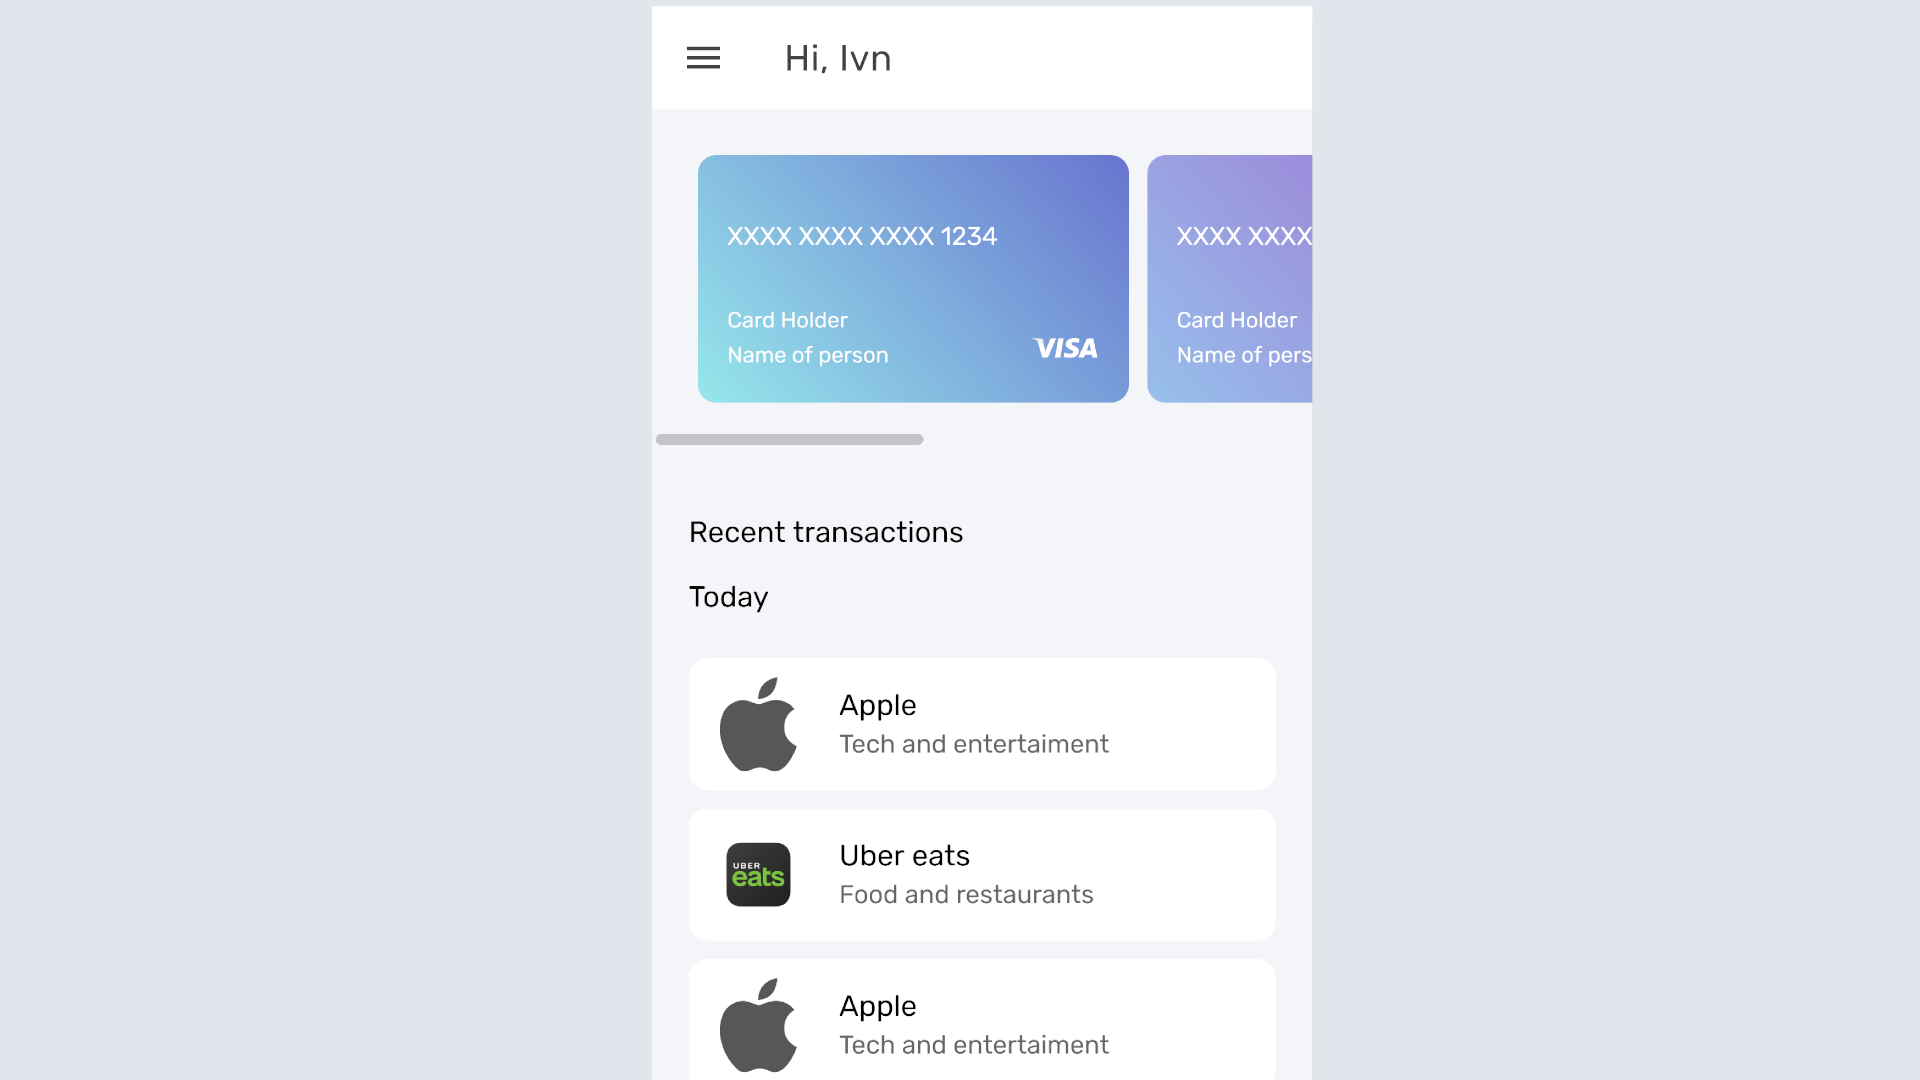 Hi, Ivn
XXXX XXXX XXXX 1234
Card Holder
Name of person
VISA
XXXX XXXX
Card Holder
Name of pers
Recent transactions
Today
Apple
Tech and entertaiment
UBER
eats
Uber eats
Food and restaurants
Apple
Tech and entertaiment